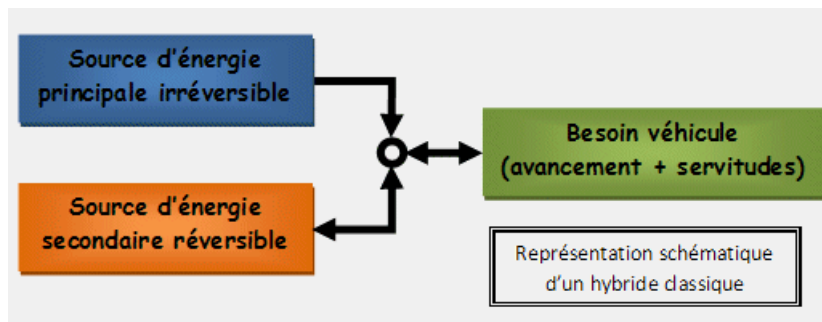 Source d'énergie
principale irréversible
Besoin véhicule
(avancement + servitudes)
Source d'énergie
secondaire réversible
Représentation schématique
d'un hybride classique